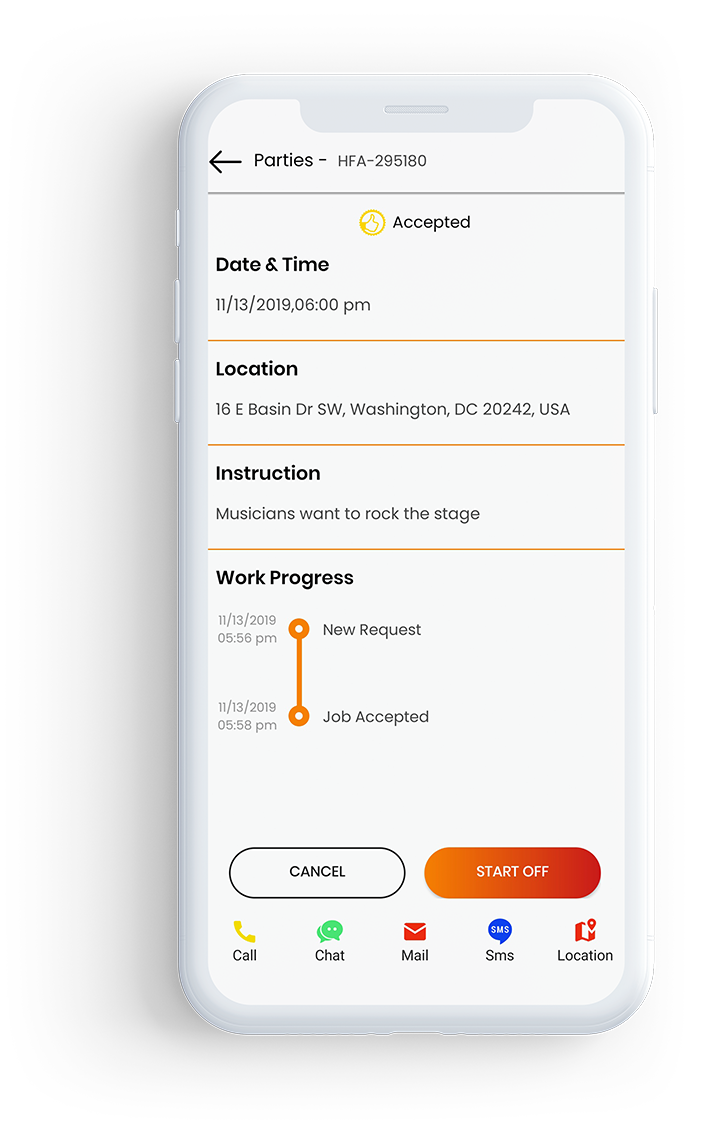 Parties - HFA-295180
Accepted
Date & Time
11/13/2019,06:00 pm
Location
16 E Basin Dr SW, Washington, DC 20242, USA
Instruction
Musicians want to rock the stage
Work Progress
11/13/2019
05:56 pm
New Request
11/13/2019
05:58 pm
Job Accepted
CANCEL
START OFF
SMS
Call
Chat
Mail
Sms
Location